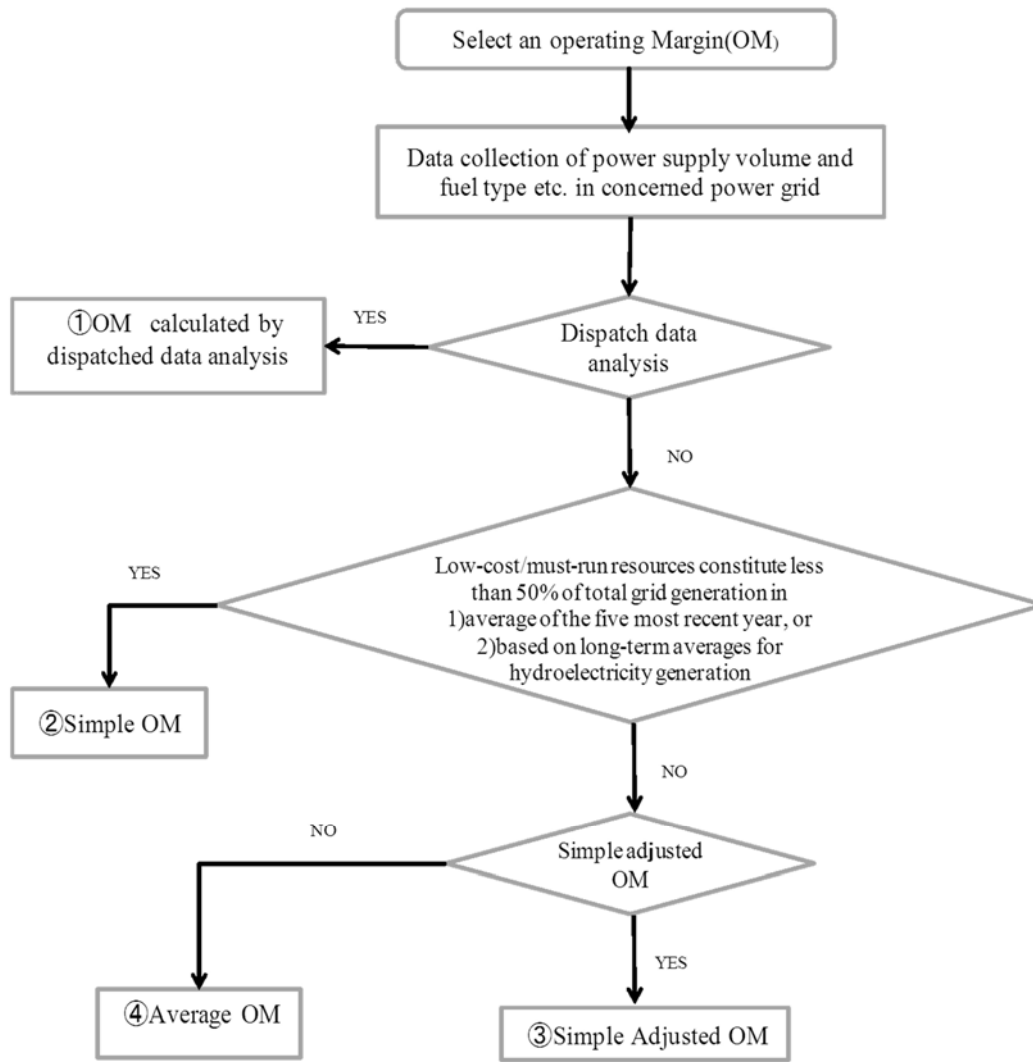 Select an operating Margin(OM)
Data collection of power supply volume and
fuel type etc. in concerned power grid
①OM calculated by
dispatched data analysis
YES
Dispatch data
analysis
NO
YES
Low-cost/must-run resources constitute less
than 50% of total grid generation in
1)average of the five most recent year, or
2)based on long-term averages for
hydroelectricity generation
②Simple OM
NO
NO
Simple adjusted
OM
YES
④Average OM
③Simple Adjusted OM